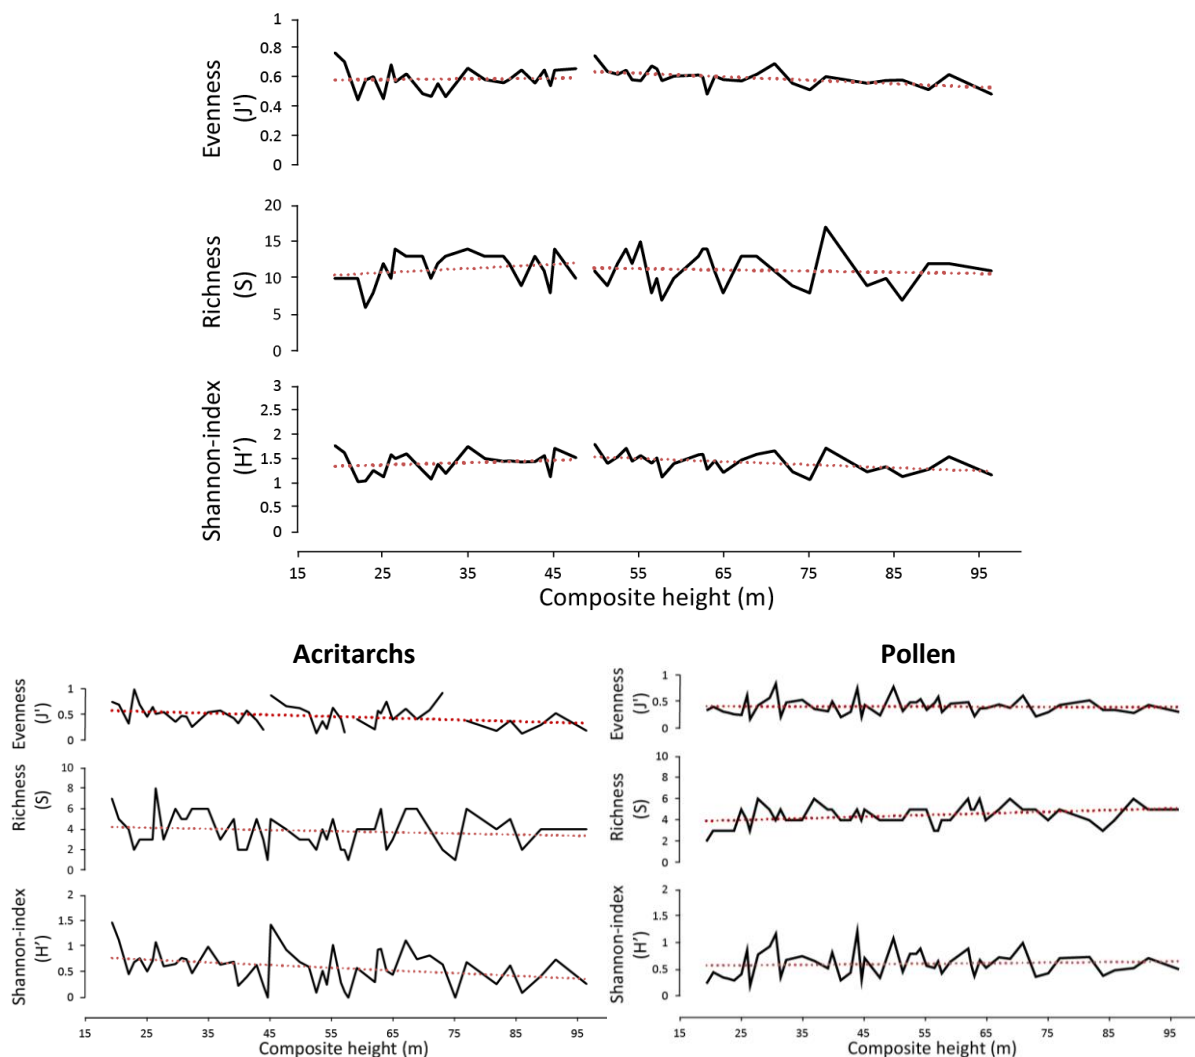 Evenness
(J')
1
0.8
0.6
0.4
0.2
0
Richness
(S)
20
15
10
5
0
Shannon-index
(H’)
3
2.5
2
1.5
1
0.5
0
15 25 35 45 55 65 75 85 95
Composite height (m)
Acritarchs
Evenness
(J')
1
0.5
0
Richness
(S)
10
8
6
4
2
0
Shannon-index
(H’)
2
1.5
1
0.5
0
15 25 35 45 55 65 75 85 95
Composite height (m)
Pollen
Evenness
(J')
1
0.5
0
Richness
(S)
10
8
6
4
2
0
Shannon-index
(H’)
2
1.5
1
0.5
0
15 25 35 45 55 65 75 85 95
Composite height (m)